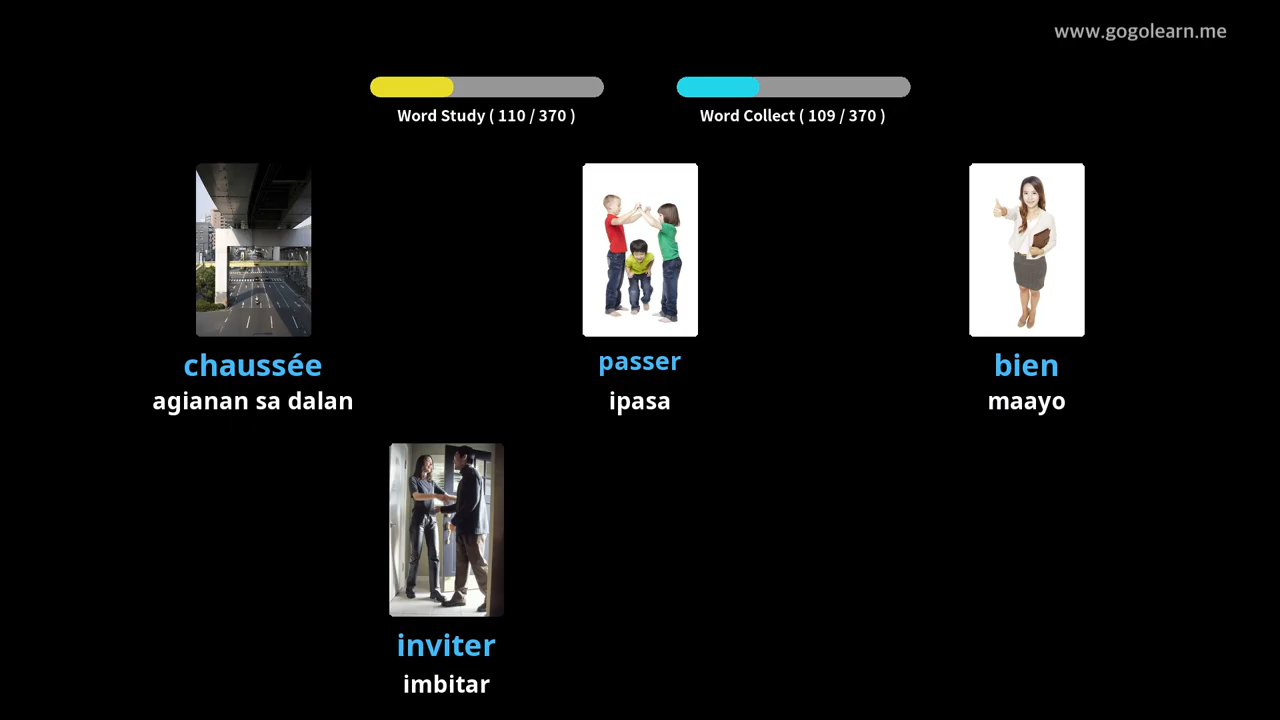 www.gogolearn.me
Word Study ( 110 / 370 )
Word Collect ( 109 / 370 )
chaussée
passer
bien
agianan sa dalan
ipasa
maayo
inviter
imbitar